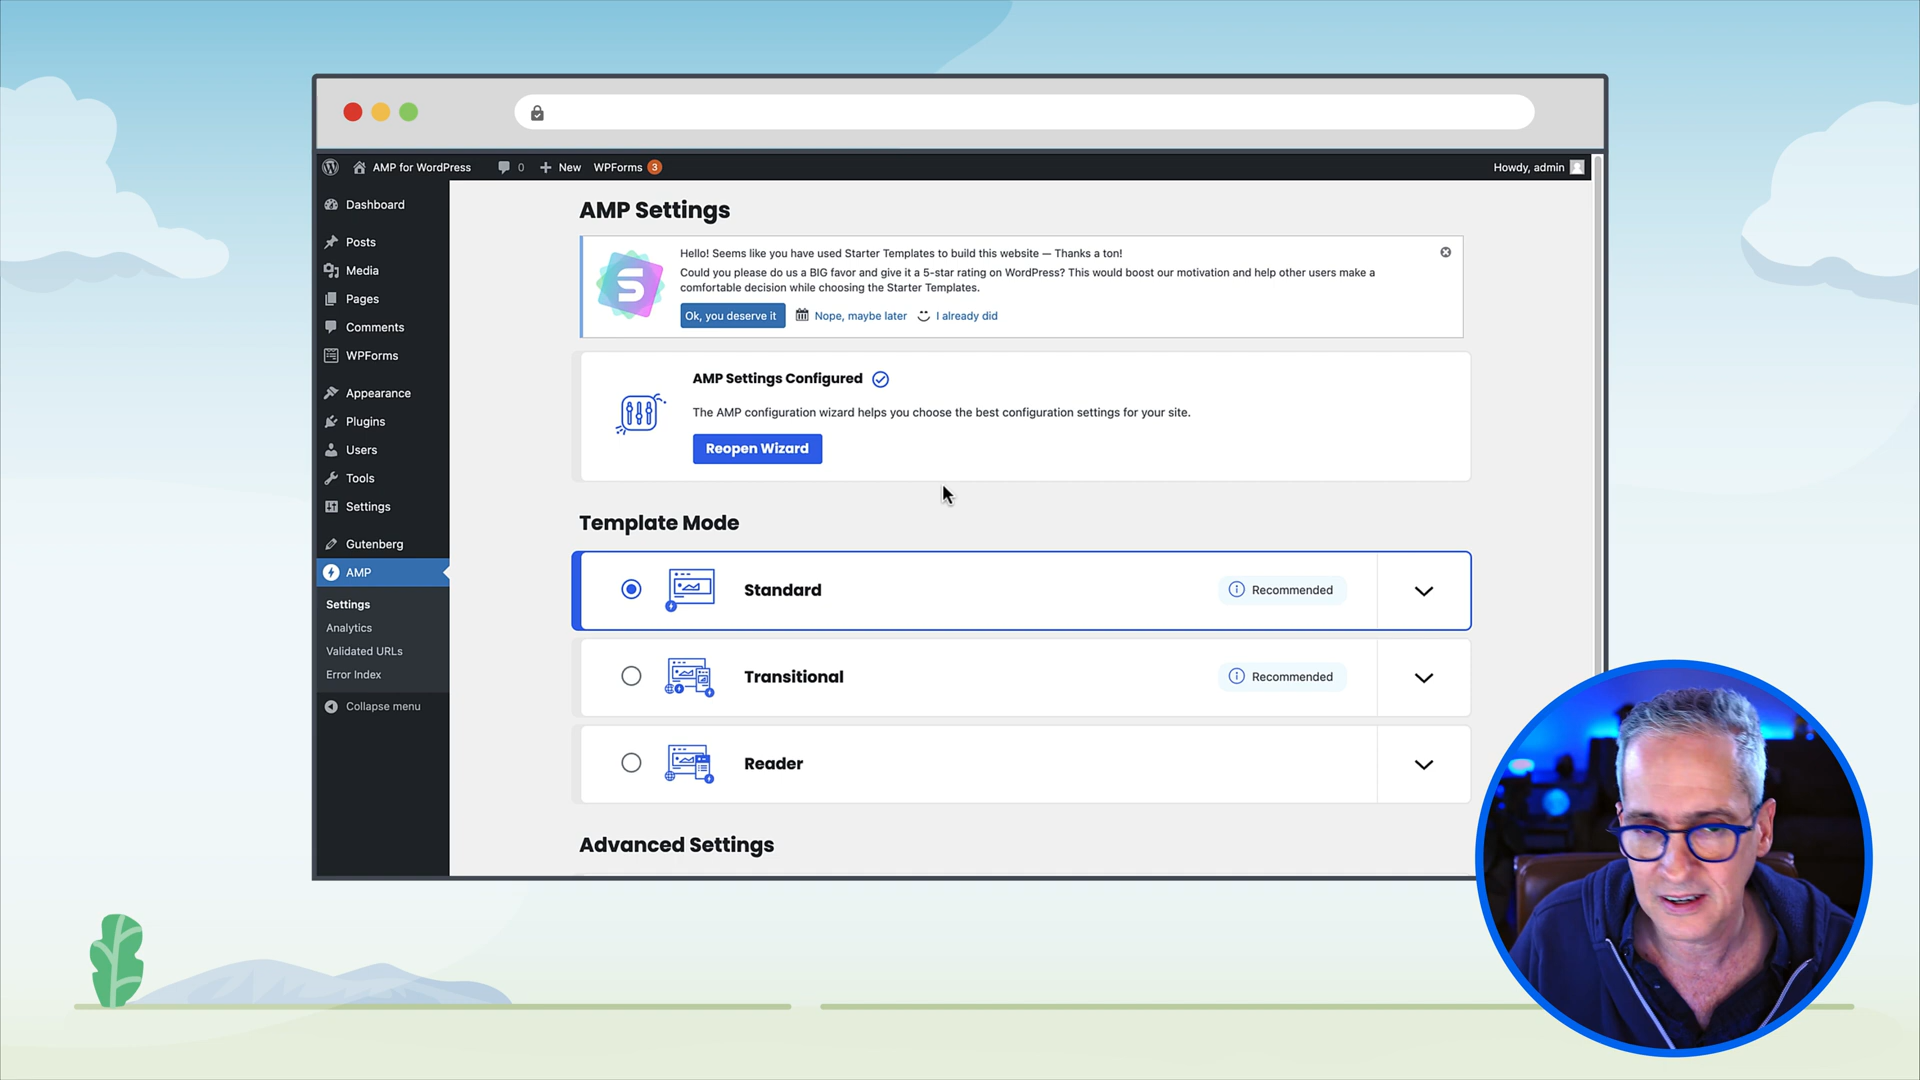 AMP for WordPress
0
New
WPForms 3
Howdy, admin
Dashboard
Posts
Media
Pages
Comments
WPForms
Appearance
Plugins
Users
Tools
Settings
Gutenberg
AMP
Settings
Analytics
Validated URLs
Error Index
Collapse menu
AMP Settings
S
Hello! Seems like you have used Starter Templates to build this website — Thanks a ton!
Could you please do us a BIG favor and give it a 5-star rating on WordPress? This would boost our motivation and help other users make a
comfortable decision while choosing the Starter Templates.
Ok, you deserve it
Nope, maybe later
I already did
AMP Settings Configured
The AMP configuration wizard helps you choose the best configuration settings for your site.
Reopen Wizard
Template Mode
Standard
Recommended
Transitional
Recommended
Reader
Advanced Settings